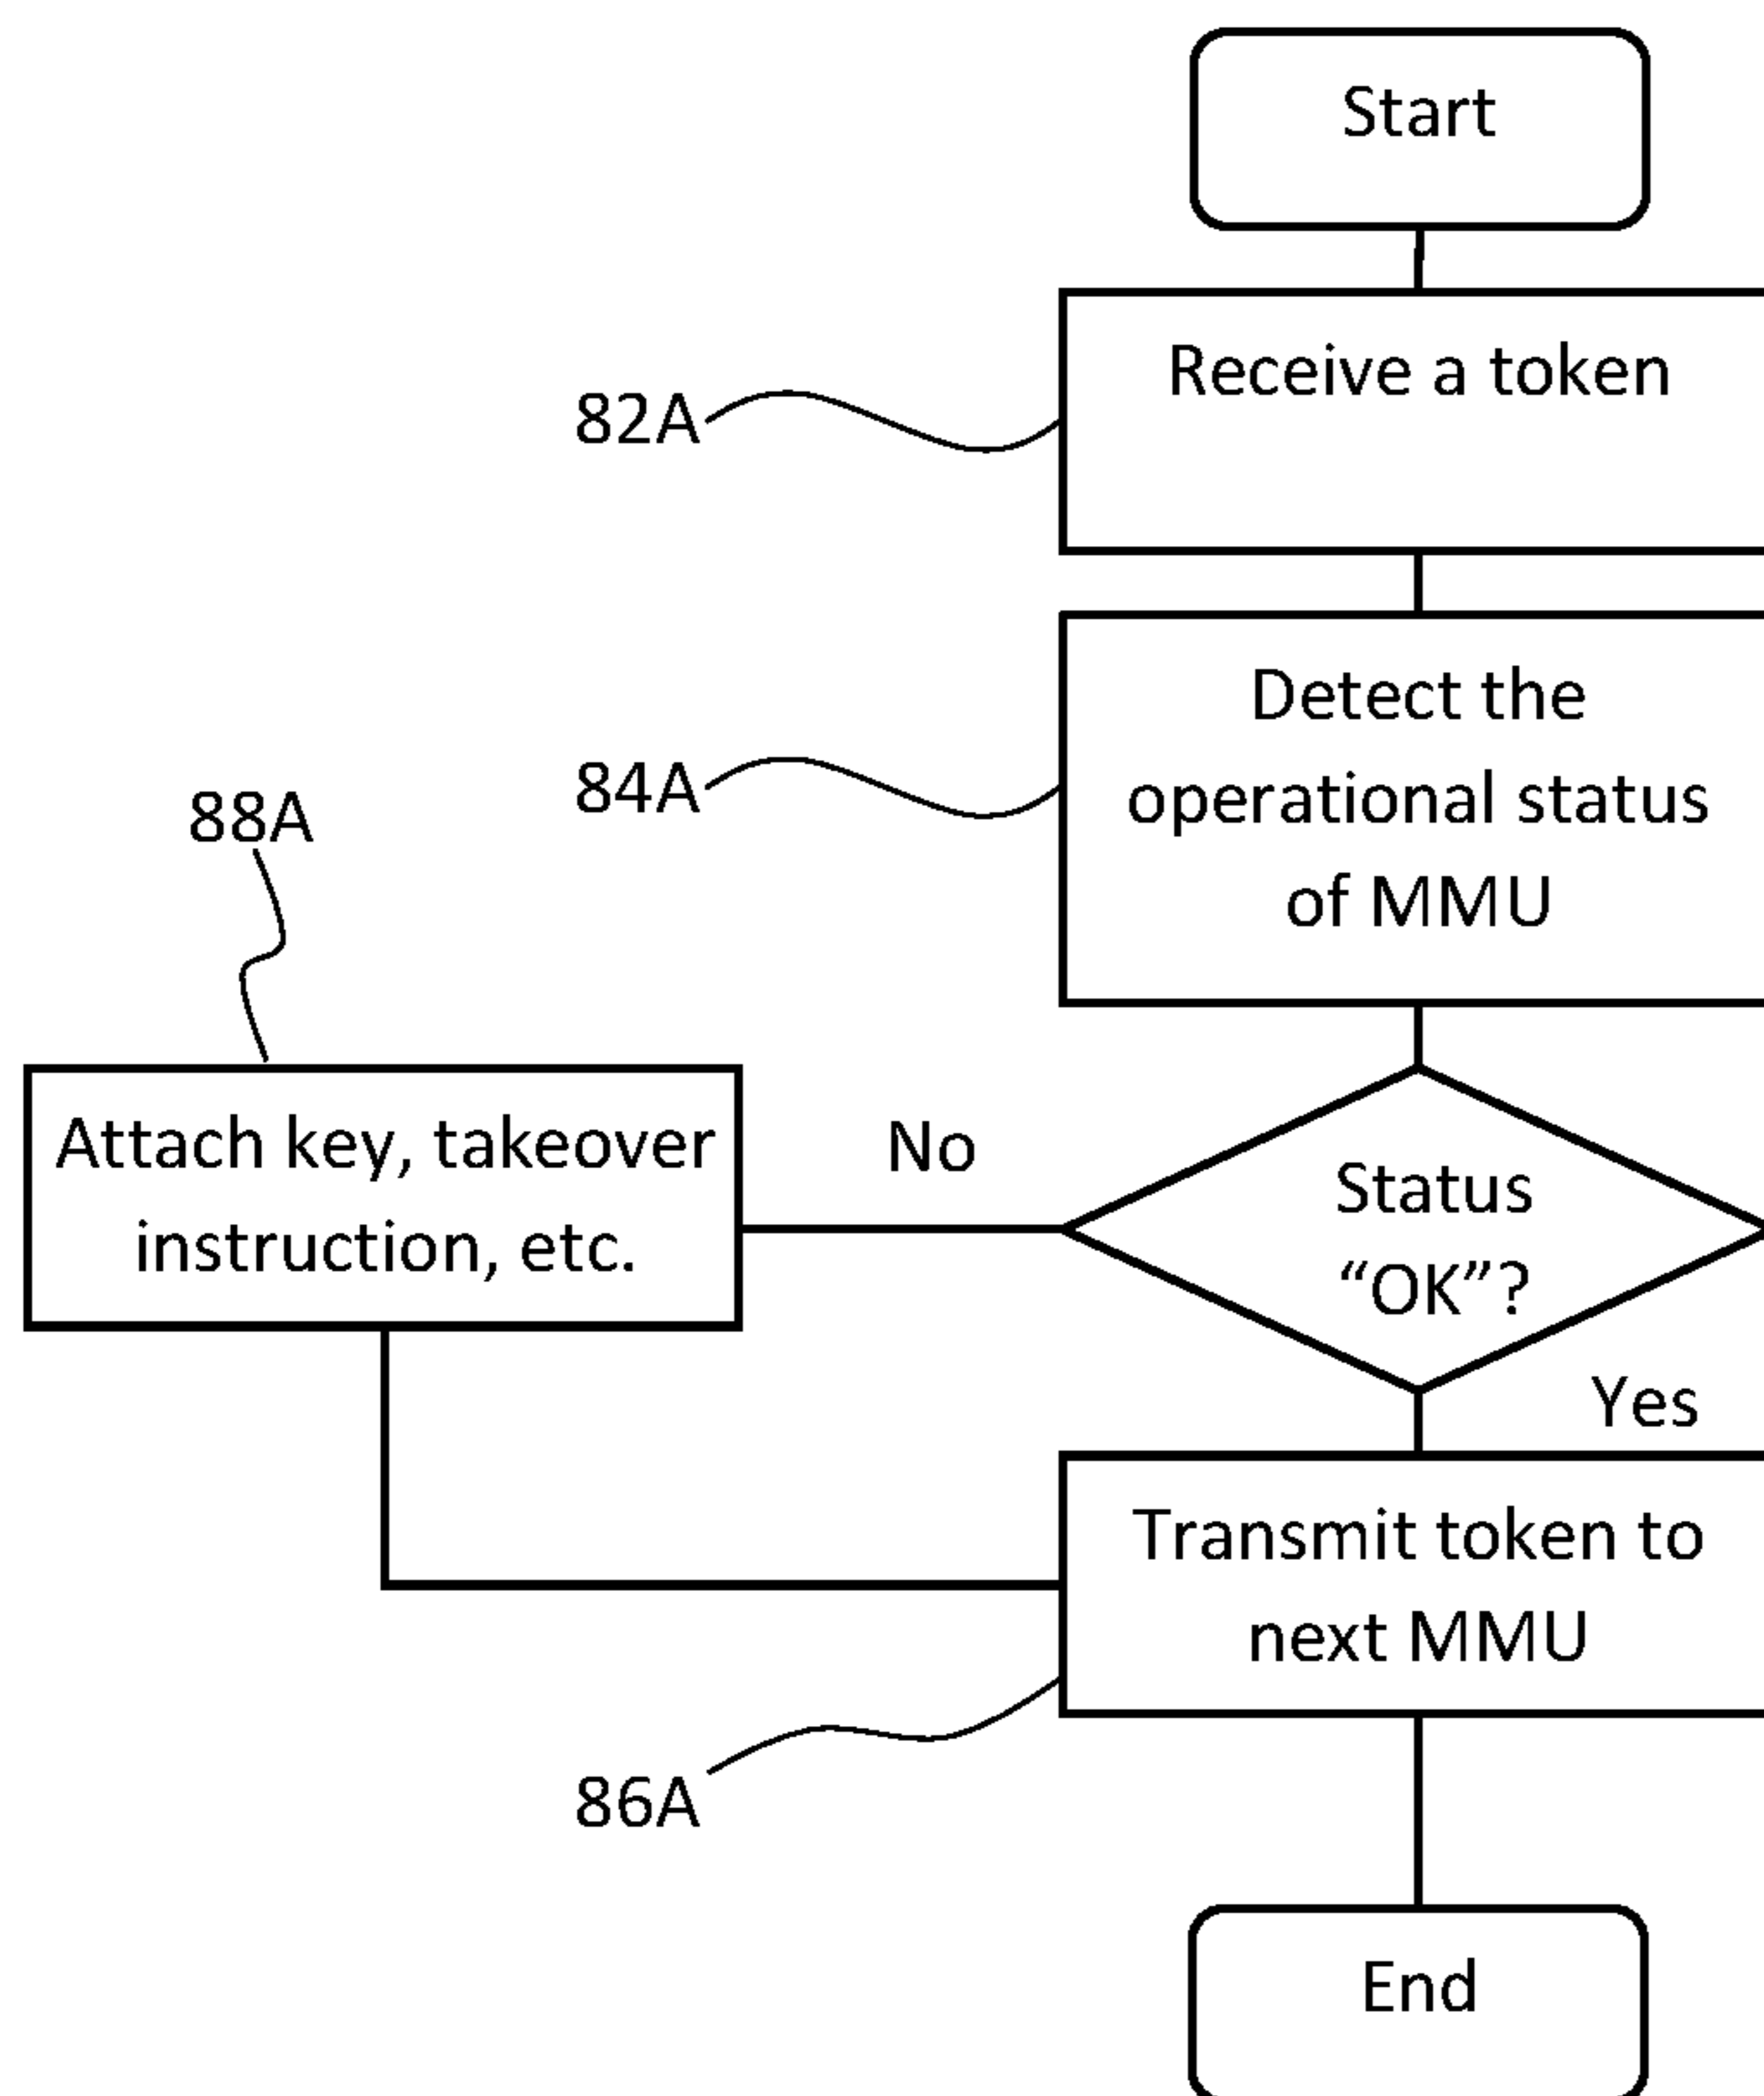 Start
82A
Receive a token
84A
Detect the
operational status
of MMU
88A
Attach key, takeover
instruction, etc.
No
Status
“OK”?
Yes
Transmit token to
next MMU
86A
End